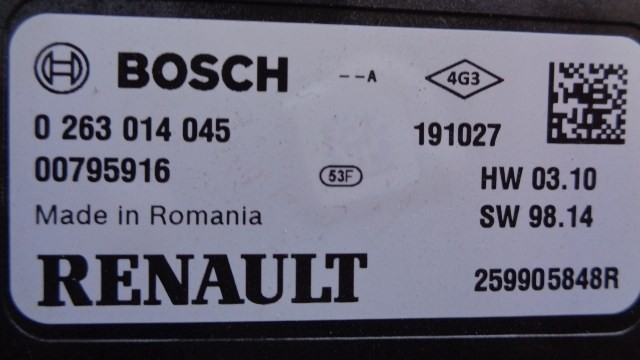 BOSCH --A 4G3
0 263 014 045 191027
00795916 53F HW 03.10
Made in Romania SW 98.14
RENAULT 259905848R